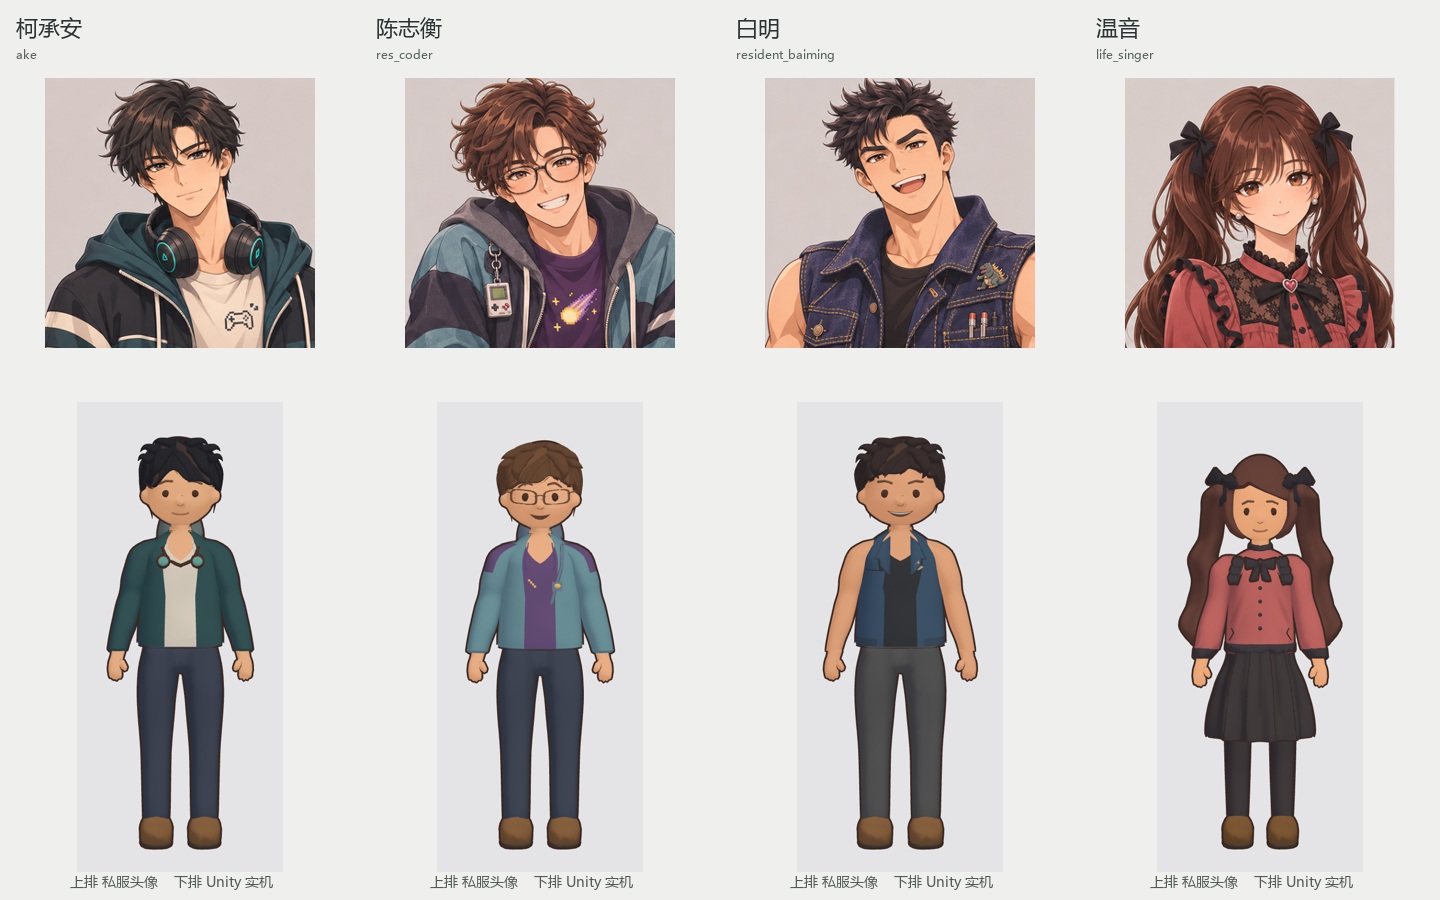 柯承安
ake
陈志衡
res_coder
白明
resident_baiming
温音
life_singer
上排 私服头像 下排 Unity 实机
上排 私服头像 下排 Unity 实机
上排 私服头像 下排 Unity 实机
上排 私服头像 下排 Unity 实机